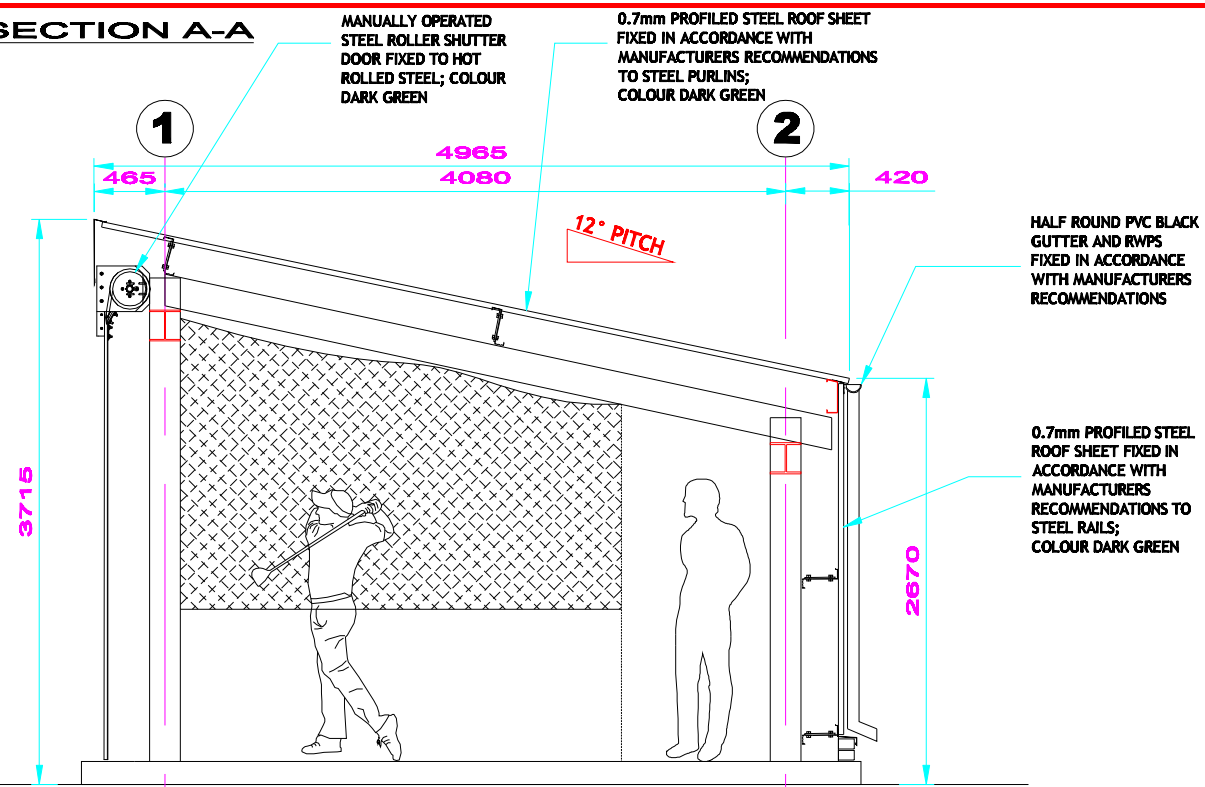 SECTION A-A
MANUALLY OPERATED
STEEL ROLLER SHUTTER
DOOR FIXED TO HOT
ROLLED STEEL; COLOUR
DARK GREEN
0.7mm PROFILED STEEL ROOF SHEET
FIXED IN ACCORDANCE WITH
MANUFACTURERS RECOMMENDATIONS
TO STEEL PURLINS;
COLOUR DARK GREEN
1
2
4965
465
4080
420
12° PITCH
HALF ROUND PVC BLACK
GUTTER AND RWPS
FIXED IN ACCORDANCE
WITH MANUFACTURERS
RECOMMENDATIONS
0.7mm PROFILED STEEL
ROOF SHEET FIXED IN
ACCORDANCE WITH
MANUFACTURERS
RECOMMENDATIONS TO
STEEL RAILS;
COLOUR DARK GREEN
3715
2670